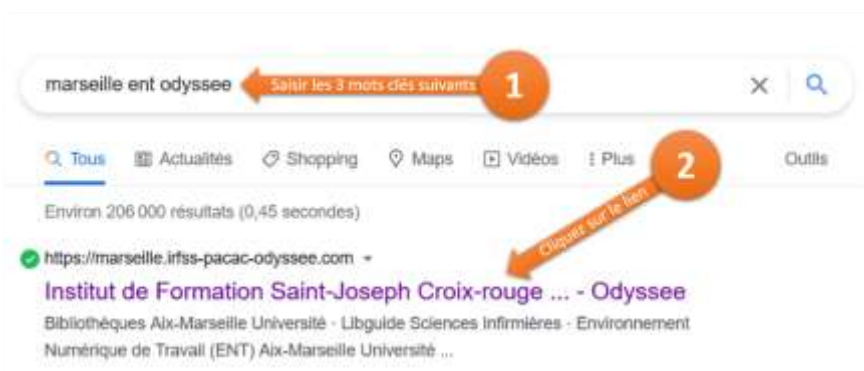 marseille ent odyssee
Saisir les 3 mots clés suivants
1
Tous Actualités Shopping Maps Vidéos Plus Outils
2
Environ 206 000 résultats (0,45 secondes)
Cliquez sur le lien
https://marseille.irfss-pacac-odyssee.com
Institut de Formation Saint-Joseph Croix-rouge ... - Odyssee
Bibliothèques Aix-Marseille Université · Libguide Sciences Infirmières · Environnement
Numérique de Travail (ENT) Aix-Marseille Université ...